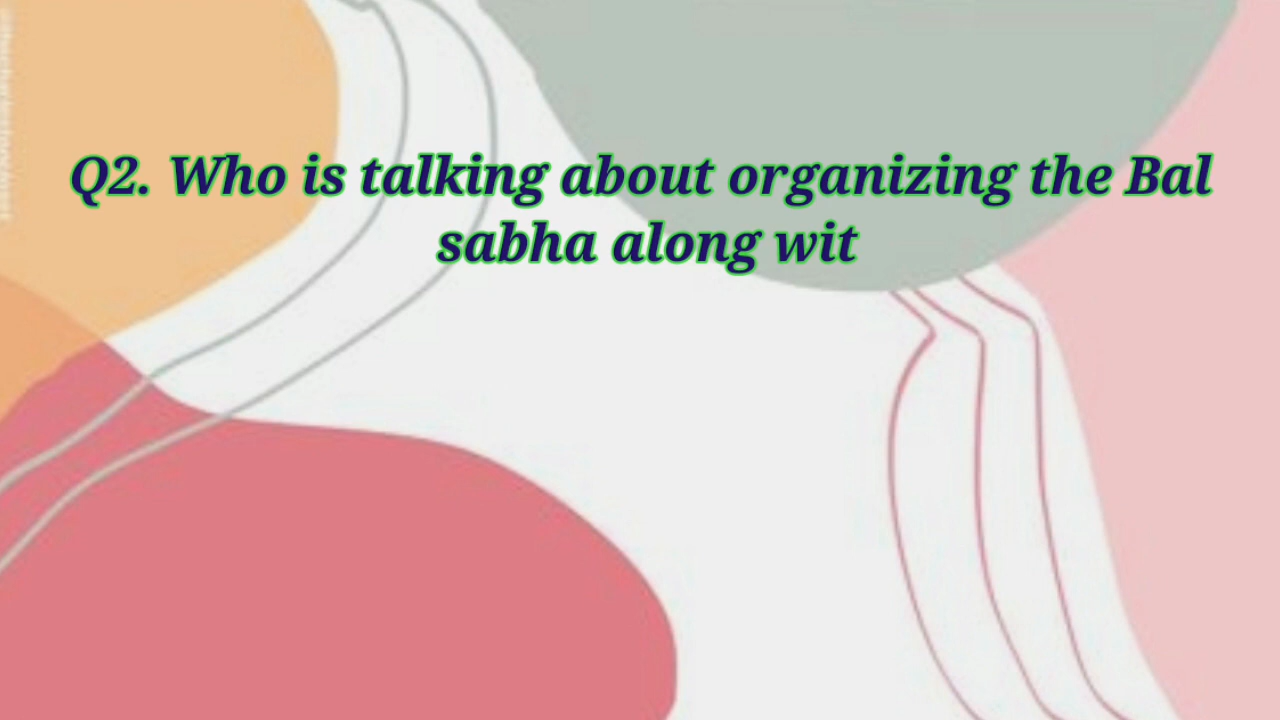 Q2. Who is talking about organizing the Bal
sabha along wit